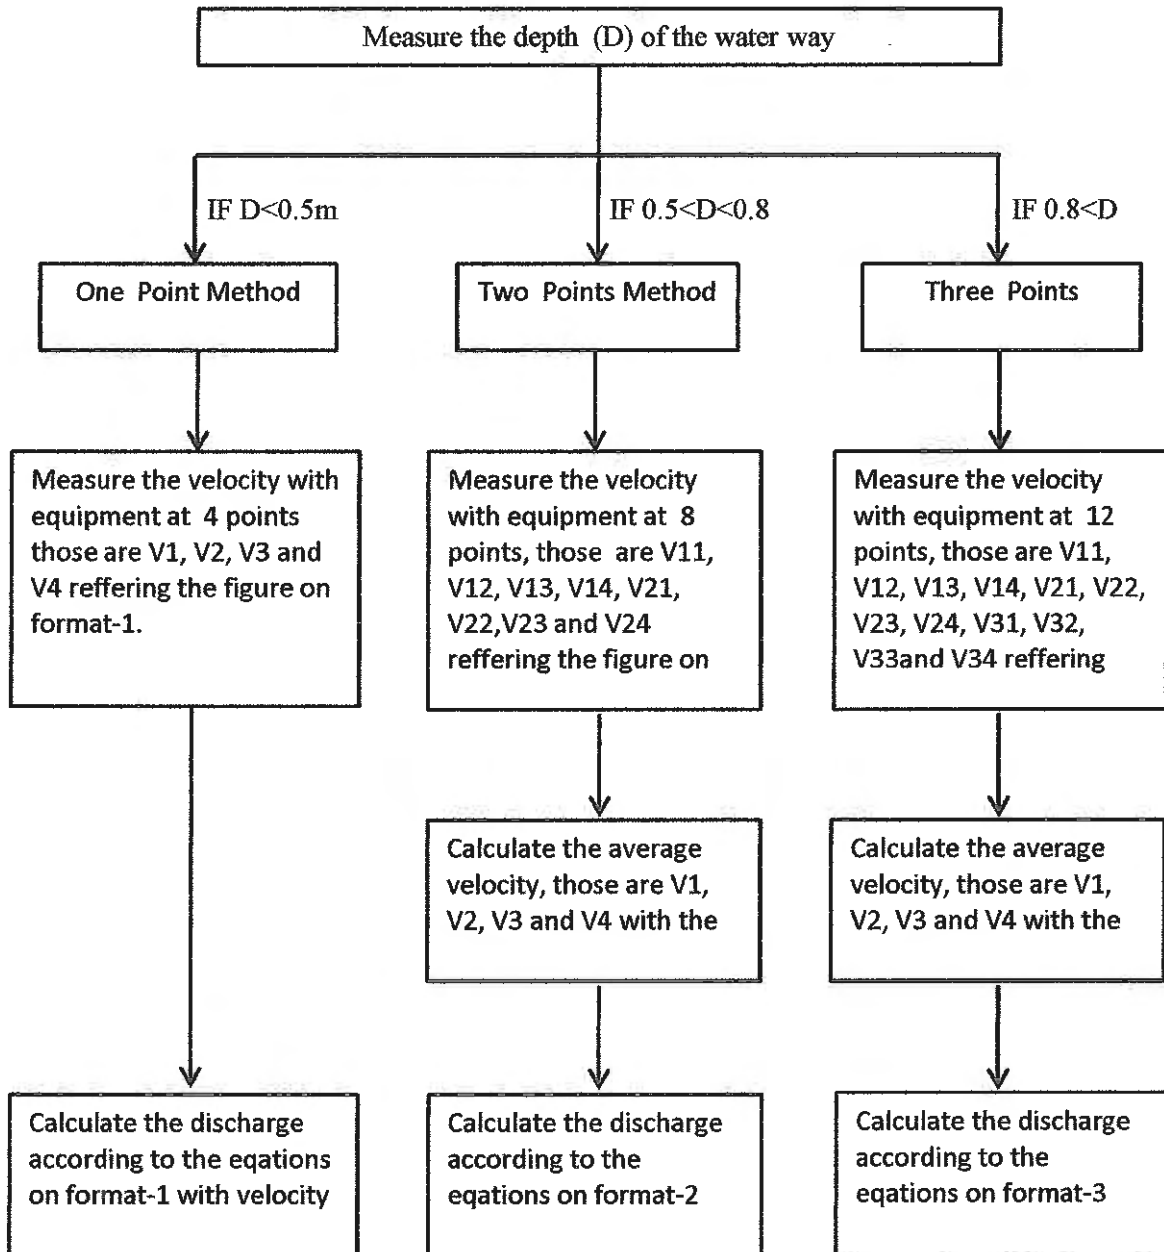 Measure the depth (D) of the water way
IF D<0.5m
IF 0.5<D<0.8
IF 0.8<D
One Point Method
Two Points Method
Three Points
Measure the velocity with
equipment at 4 points
those are V1, V2, V3 and
V4 reffering the figure on
format-1.
Measure the velocity
with equipment at 8
points, those are V11,
V12, V13, V14, V21,
V22,V23 and V24
reffering the figure on
Measure the velocity
with equipment at 12
points, those are V11,
V12, V13, V14, V21, V22,
V23, V24, V31, V32,
V33and V34 reffering
Calculate the average
velocity, those are V1,
V2, V3 and V4 with the
Calculate the average
velocity, those are V1,
V2, V3 and V4 with the
Calculate the discharge
according to the eqations
on format-1 with velocity
Calculate the discharge
according to the
eqations on format-2
Calculate the discharge
according to the
eqations on format-3